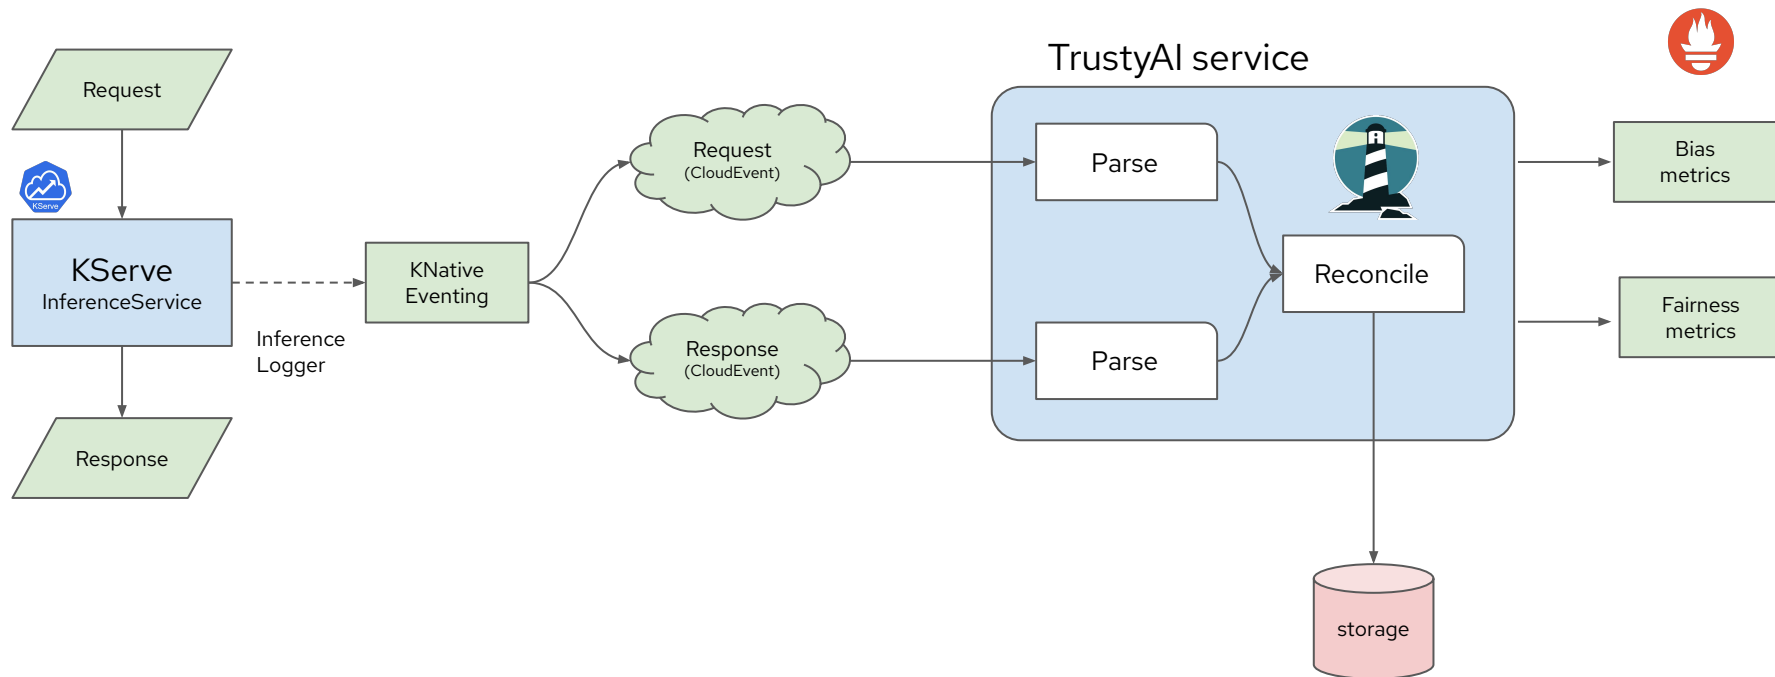 Request
KServe
KServe
InferenceService
Response
Inference
Logger
KNative
Eventing
Request
(CloudEvent)
Response
(CloudEvent)
TrustyAI service
Parse
Parse
Reconcile
storage
Bias
metrics
Fairness
metrics